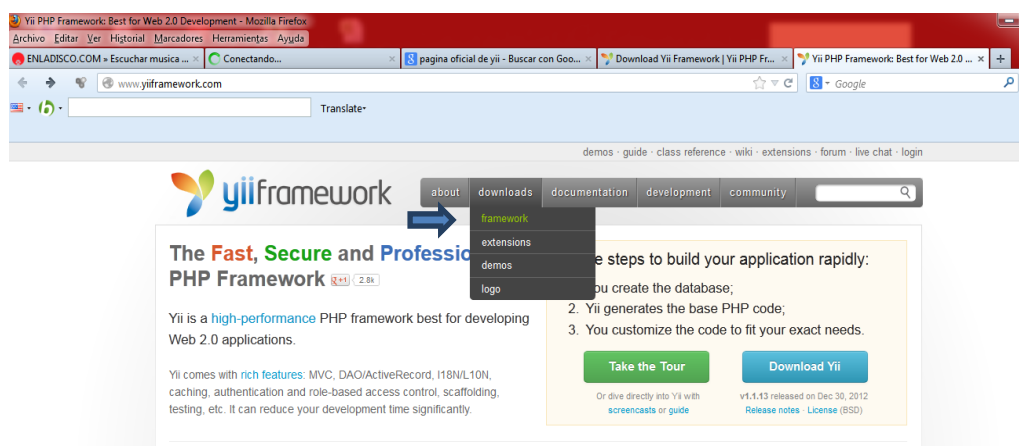 Yii PHP Framework: Best for Web 2.0 Development - Mozilla Firefox
Archivo Editar Ver Historial Marcadores Herramientas Ayuda
ENLADISCO.COM » Escuchar musica ... × Conectando... × pagina oficial de yii - Buscar con Goo... × Download Yii Framework | Yii PHP Fr... × Yii PHP Framework: Best for Web 2.0 ... × +
www.yiiframework.com Google
Translate
demos · guide · class reference · wiki · extensions · forum · live chat · login
yiiframework about downloads documentation development community
framework
extensions
demos
logo
The Fast, Secure and Professio
PHP Framework +1 2.8k
Yii is a high-performance PHP framework best for developing
Web 2.0 applications.
Yii comes with rich features: MVC, DAO/ActiveRecord, I18N/L10N,
caching, authentication and role-based access control, scaffolding,
testing, etc. It can reduce your development time significantly.
e steps to build your application rapidly:
ou create the database;
2. Yii generates the base PHP code;
3. You customize the code to fit your exact needs.
Take the Tour Download Yii
Or dive directly into Yii with
screencasts or guide
v1.1.13 released on Dec 30, 2012
Release notes · License (BSD)